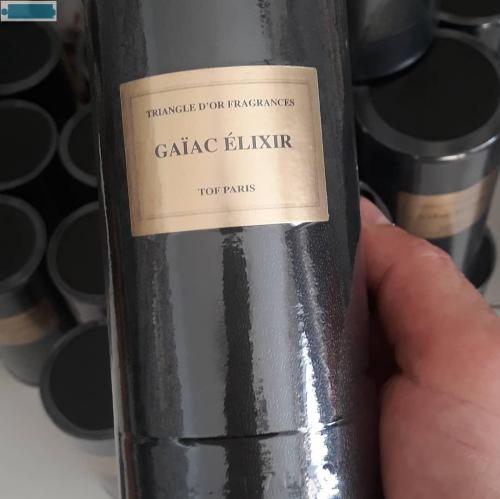 TRIANGLE D'OR FRAGRANCES
GAÏAC ÉLIXIR
TOF PARIS